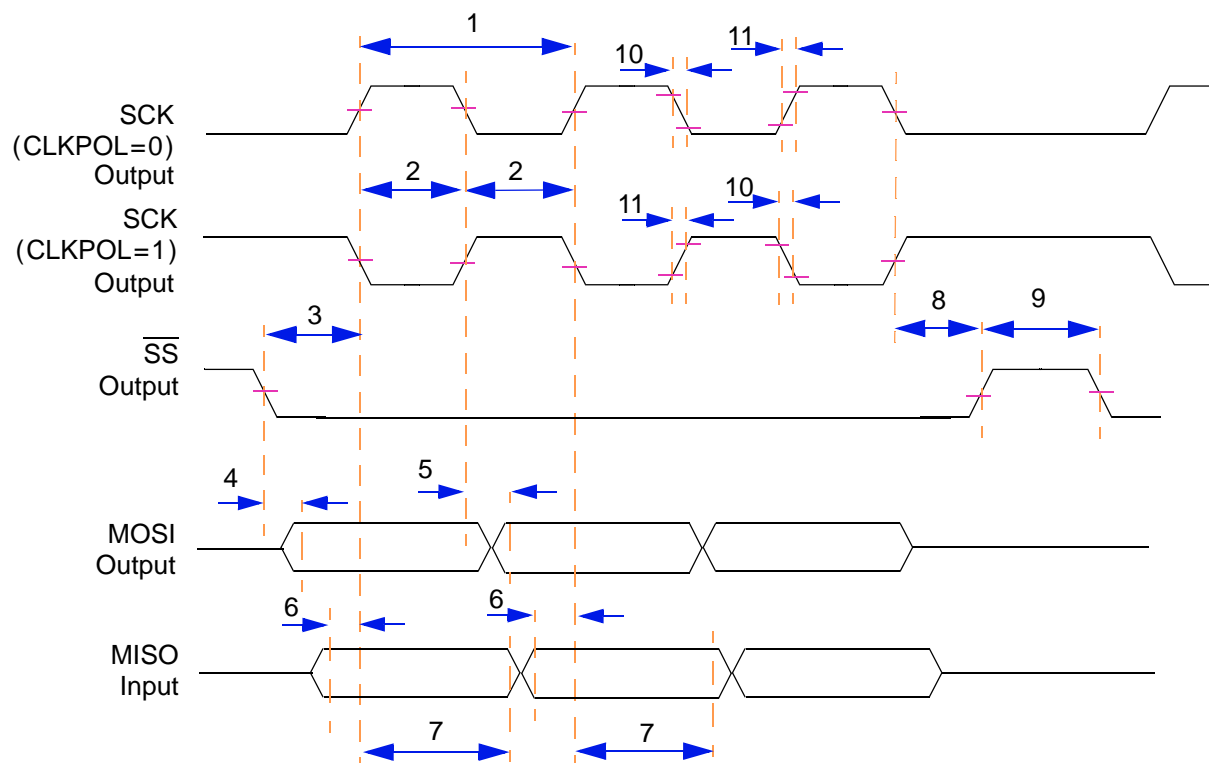 1
10
11
SCK
(CLKPOL=0)
Output
2
2
SCK
(CLKPOL=1)
Output
11
10
3
8
9
SS
Output
4
5
MOSI
Output
6
6
MISO
Input
7
7